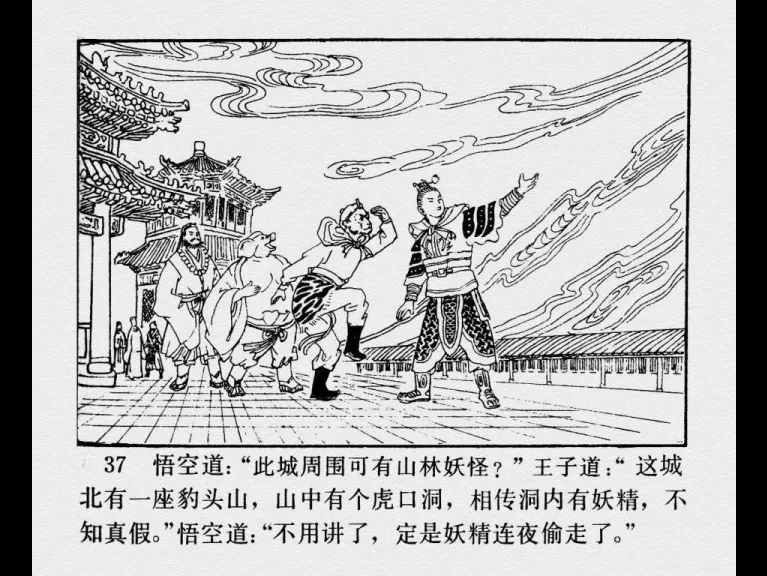 37 悟空道:“此城周围可有山林妖怪?”王子道:“这城
北有一座豹头山,山中有个虎口洞,相传洞内有妖精,不
知真假。”悟空道:“不用讲了,定是妖精连夜偷走了。”